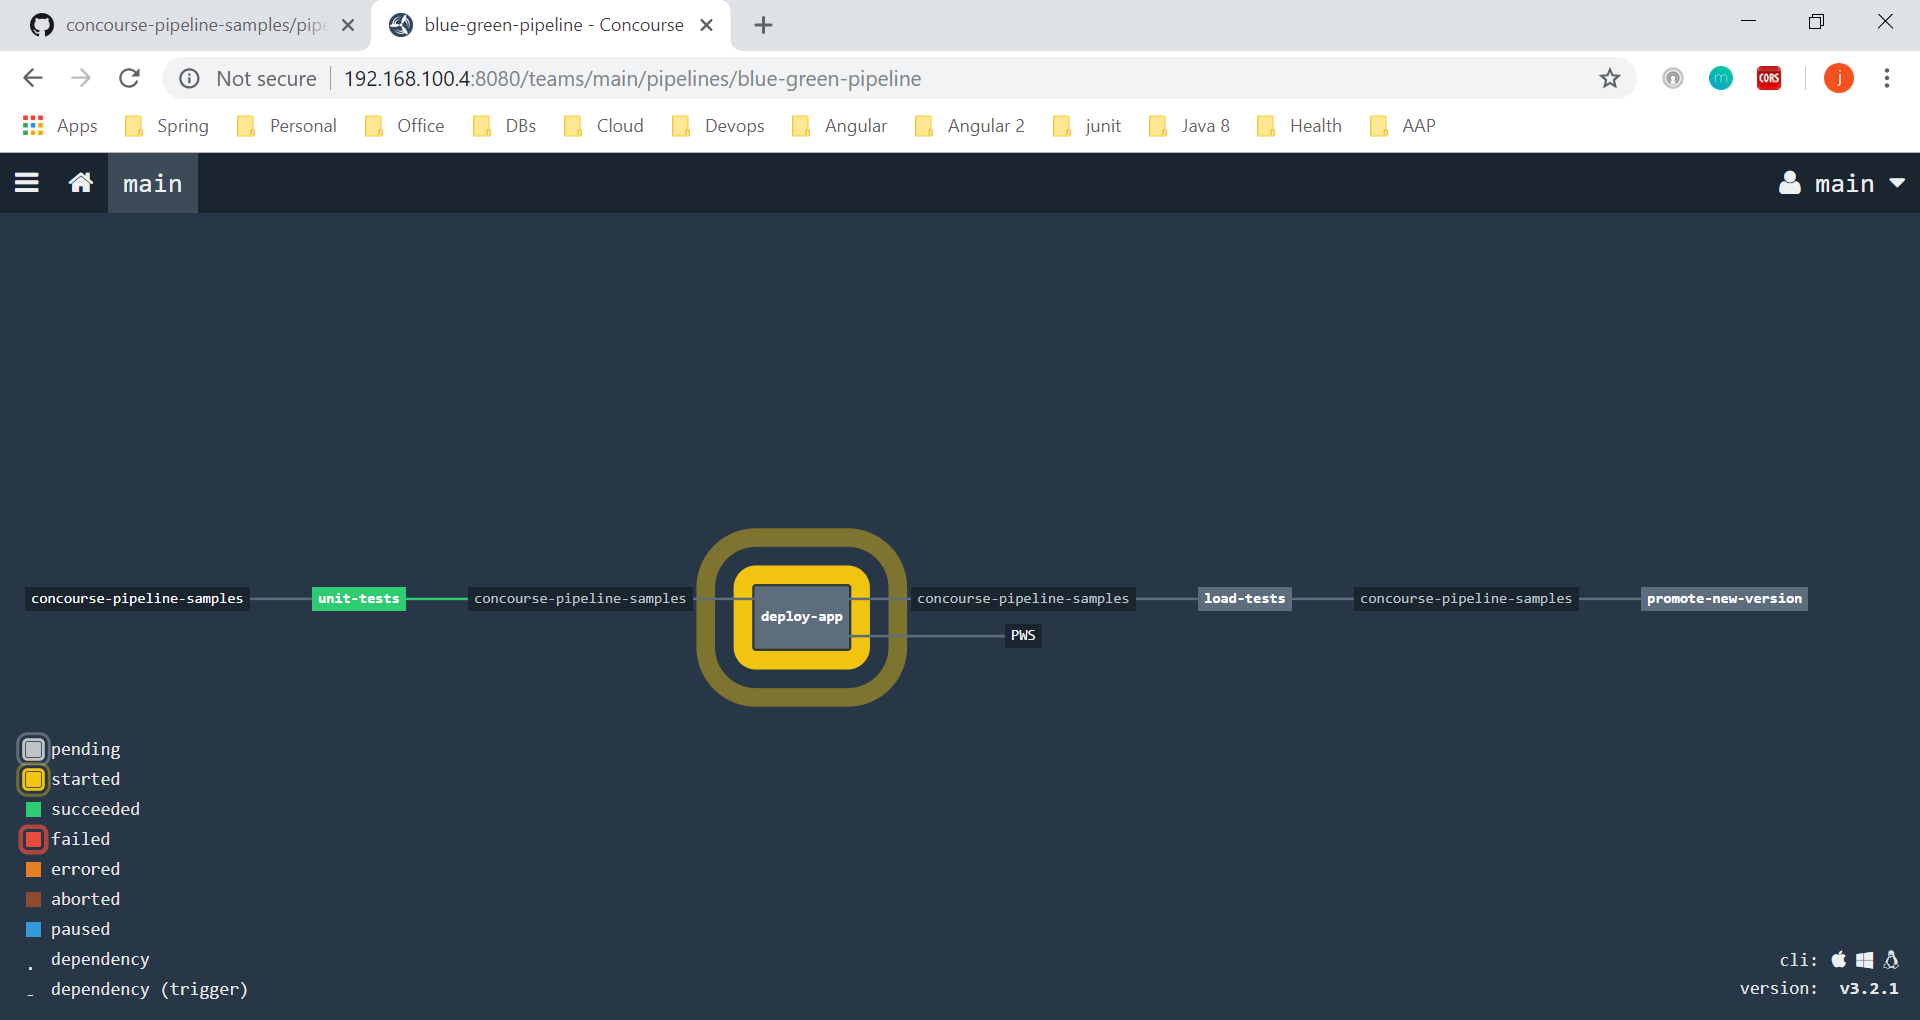 concourse-pipeline-samples/pipe
blue-green-pipeline - Concourse
Not secure 192.168.100.4:8080/teams/main/pipelines/blue-green-pipeline
m CORS j
Apps Spring Personal Office DBs Cloud Devops Angular Angular 2 junit Java 8 Health AAP
main main
concourse-pipeline-samples unit-tests concourse-pipeline-samples deploy-app concourse-pipeline-samples load-tests concourse-pipeline-samples promote-new-version
PWS
pending
started
succeeded
failed
errored
aborted
paused
dependency
dependency (trigger)
cli:
version: v3.2.1